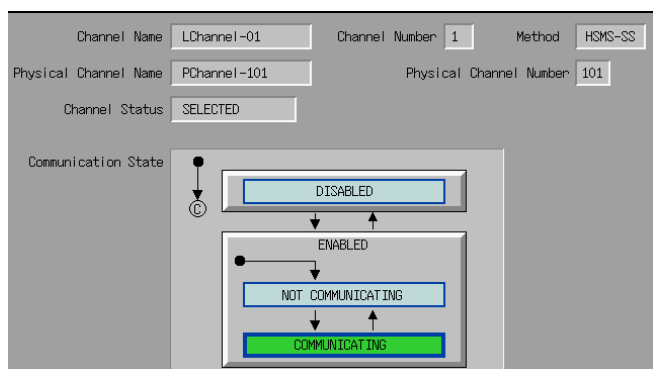 Channel Name LChannel-01 Channel Number 1 Method HSMS-SS
Physical Channel Name PChannel-101 Physical Channel Number 101
Channel Status SELECTED
Communication State
DISABLED
C
ENABLED
NOT COMMUNICATING
COMMUNICATING